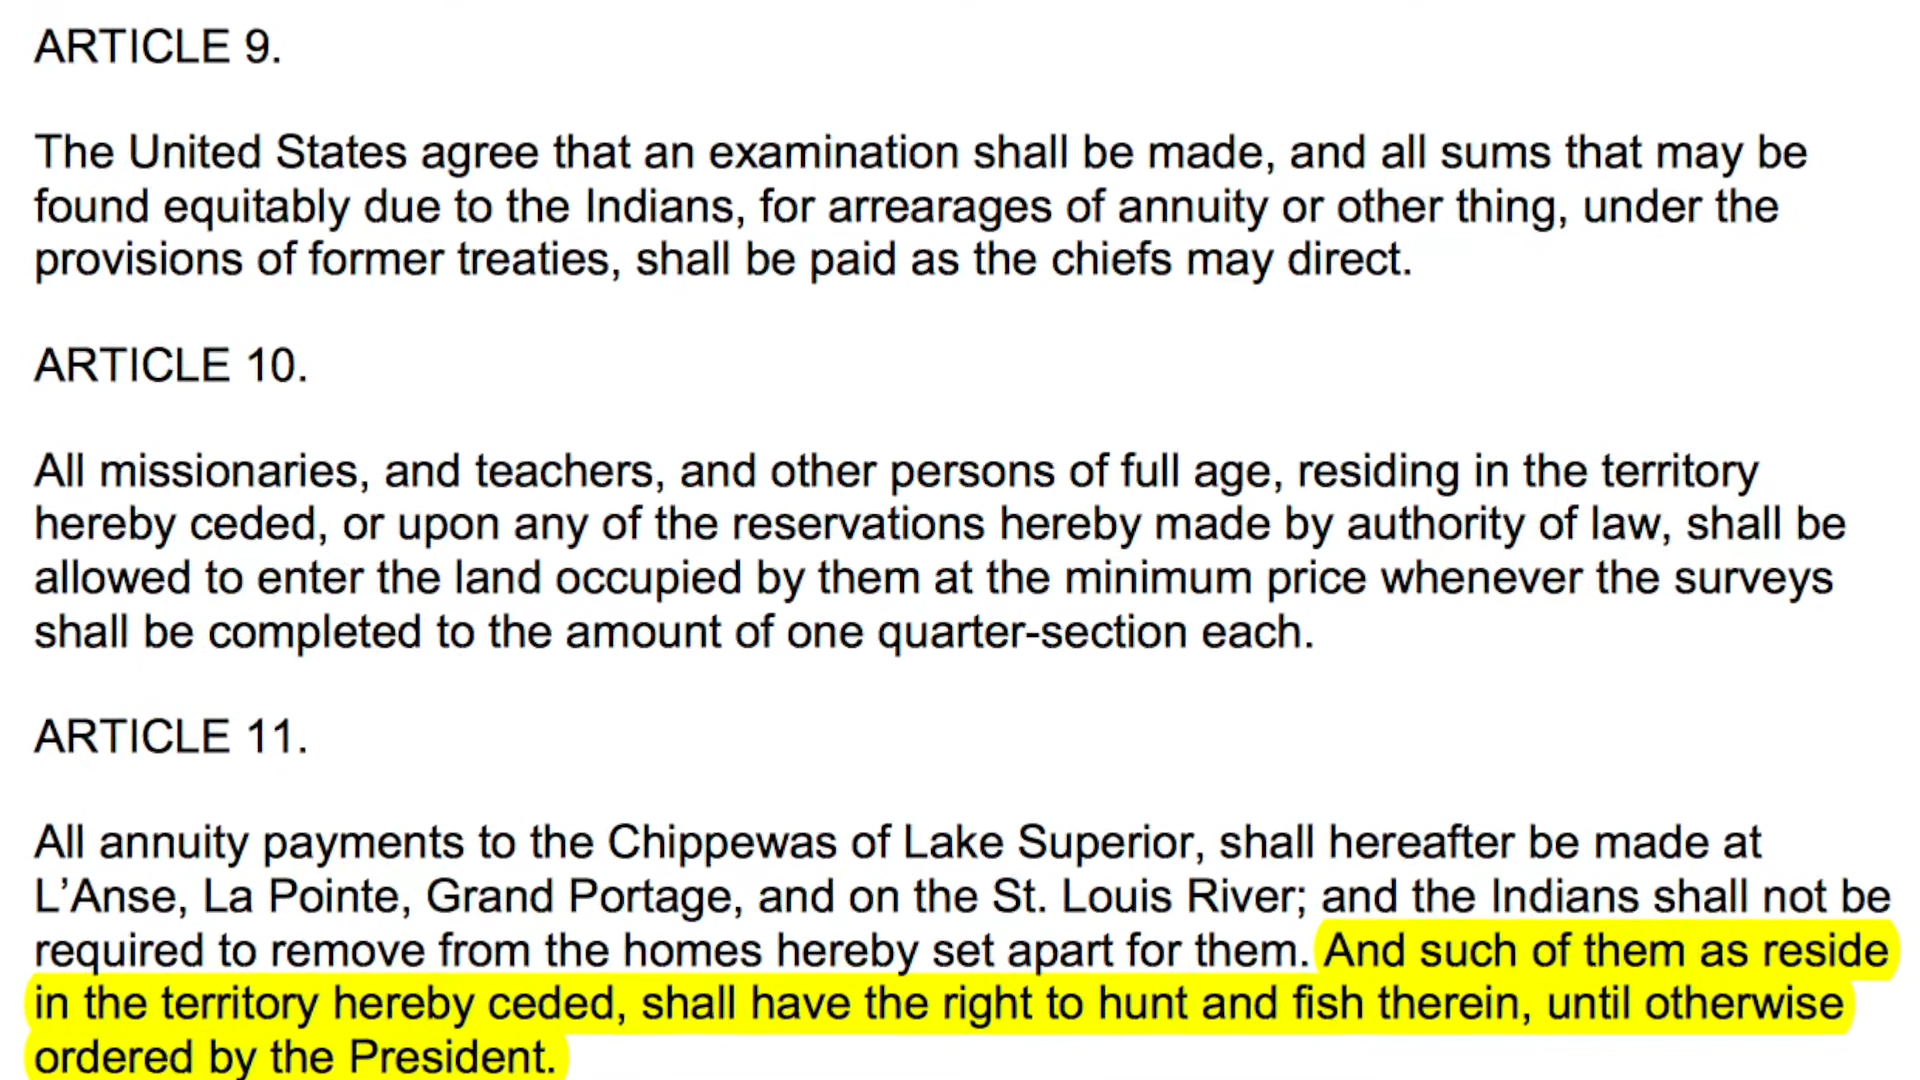 ARTICLE 9.
The United States agree that an examination shall be made, and all sums that may be
found equitably due to the Indians, for arrearages of annuity or other thing, under the
provisions of former treaties, shall be paid as the chiefs may direct.
ARTICLE 10.
All missionaries, and teachers, and other persons of full age, residing in the territory
hereby ceded, or upon any of the reservations hereby made by authority of law, shall be
allowed to enter the land occupied by them at the minimum price whenever the surveys
shall be completed to the amount of one quarter-section each.
ARTICLE 11.
All annuity payments to the Chippewas of Lake Superior, shall hereafter be made at
L’Anse, La Pointe, Grand Portage, and on the St. Louis River; and the Indians shall not be
required to remove from the homes hereby set apart for them. And such of them as reside
in the territory hereby ceded, shall have the right to hunt and fish therein, until otherwise
ordered by the President.